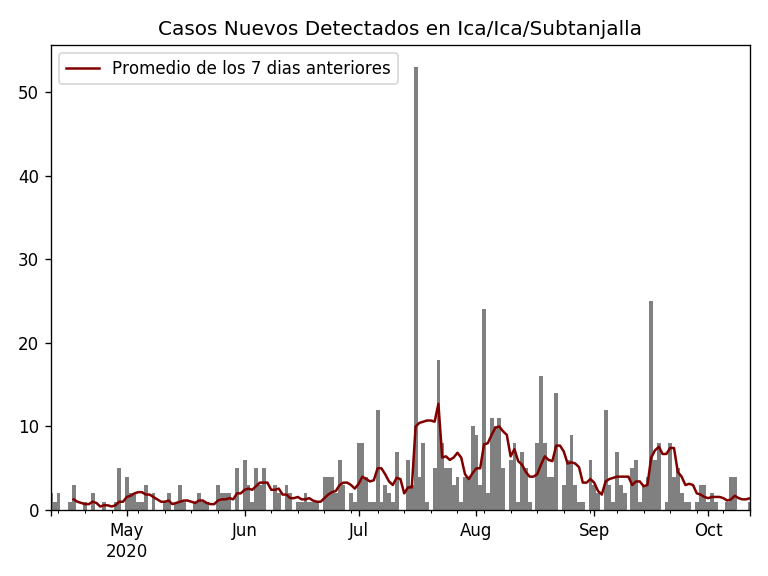 Casos Nuevos Detectados en Ica/Ica/Subtanjalla
Promedio de los 7 dias anteriores
50
40
30
20
10
0
May Jun Jul Aug Sep Oct
2020